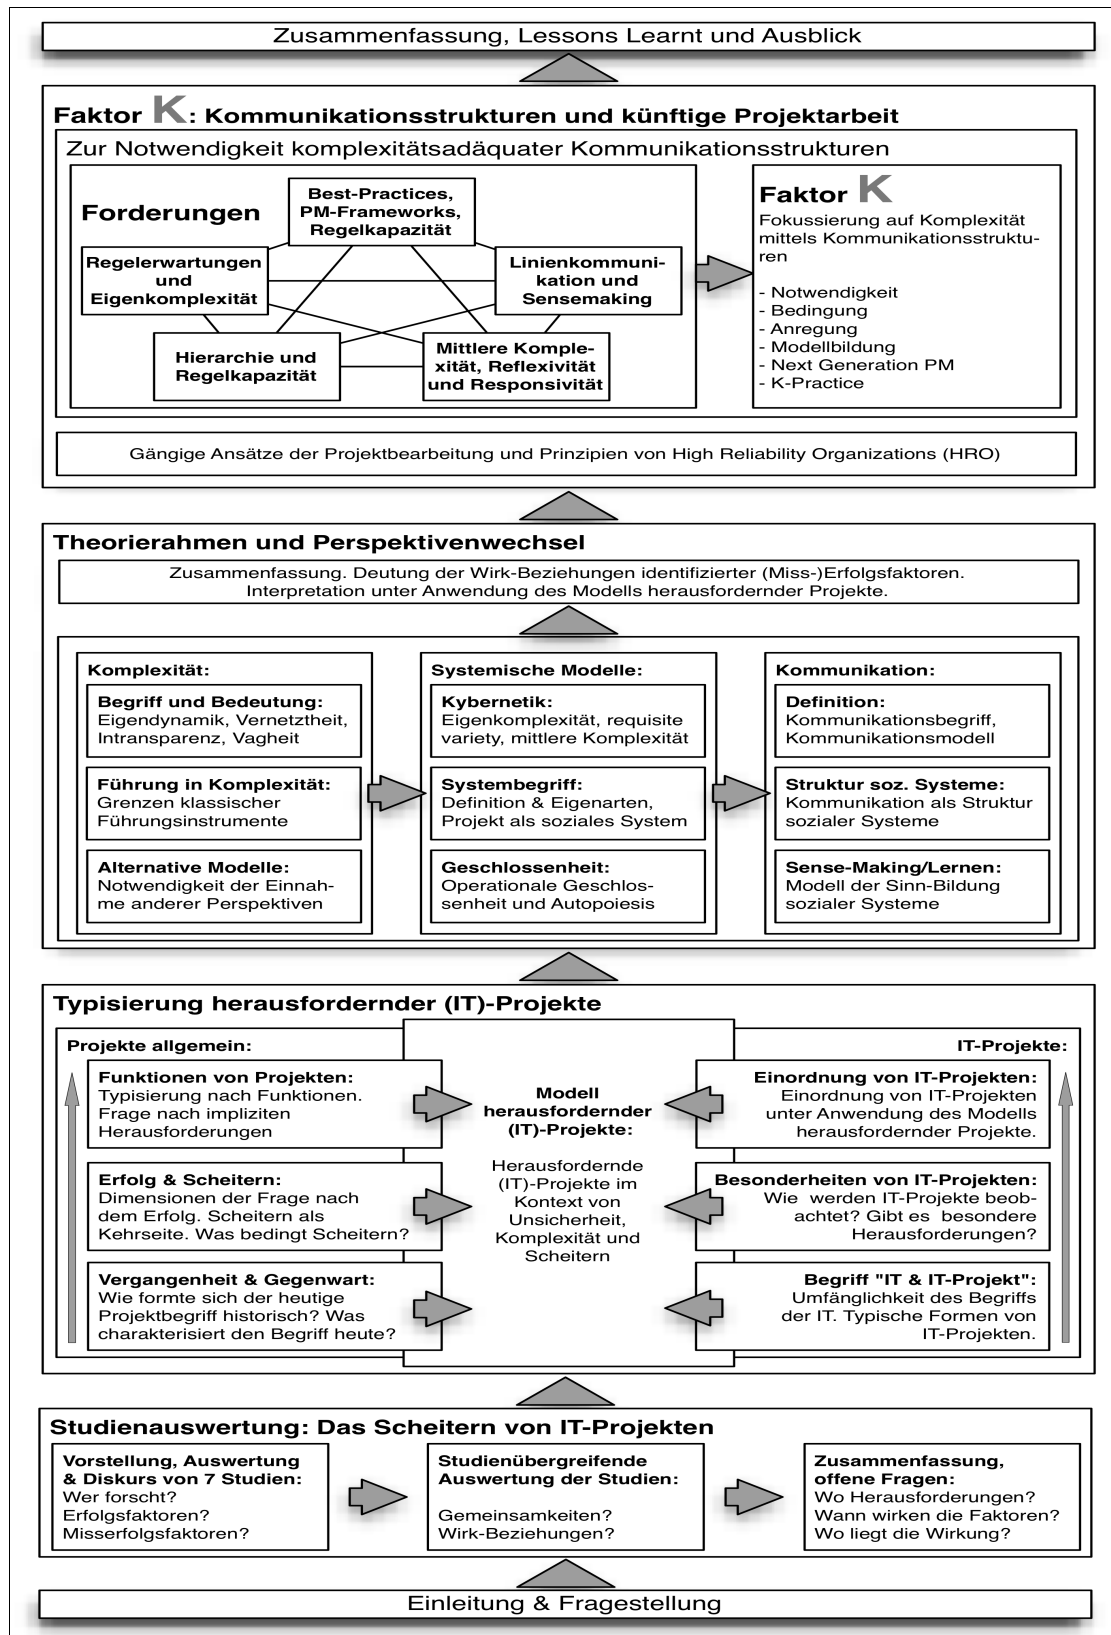 Zusammenfassung, Lessons Learnt und Ausblick
Faktor K: Kommunikationsstrukturen und künftige Projektarbeit
Zur Notwendigkeit komplexitätsadäquater Kommunikationsstrukturen
Forderungen
Best-Practices,
PM-Frameworks,
Regelkapazität
Regelerwartungen
und
Eigenkomplexität
Linienkommuni-
kation und
Sensemaking
Hierarchie und
Regelkapazität
Mittlere Komple-
xität, Reflexivität
und Responsivität
Faktor K
Fokussierung auf Komplexität
mittels Kommunikationsstruktu-
ren
- Notwendigkeit
- Bedingung
- Anregung
- Modellbildung
- Next Generation PM
- K-Practice
Gängige Ansätze der Projektbearbeitung und Prinzipien von High Reliability Organizations (HRO)
Theorierahmen und Perspektivenwechsel
Zusammenfassung. Deutung der Wirk-Beziehungen identifizierter (Miss-)Erfolgsfaktoren.
Interpretation unter Anwendung des Modells herausfordernder Projekte.
Komplexität:
Begriff und Bedeutung:
Eigendynamik, Vernetztheit,
Intransparenz, Vagheit
Führung in Komplexität:
Grenzen klassischer
Führungsinstrumente
Alternative Modelle:
Notwendigkeit der Einnah-
me anderer Perspektiven
Systemische Modelle:
Kybernetik:
Eigenkomplexität, requisite
variety, mittlere Komplexität
Systembegriff:
Definition & Eigenarten,
Projekt als soziales System
Geschlossenheit:
Operationale Geschlos-
senheit und Autopoiesis
Kommunikation:
Definition:
Kommunikationsbegriff,
Kommunikationsmodell
Struktur soz. Systeme:
Kommunikation als Struktur
sozialer Systeme
Sense-Making/Lernen:
Modell der Sinn-Bildung
sozialer Systeme
Typisierung herausfordernder (IT)-Projekte
Projekte allgemein:
Funktionen von Projekten:
Typisierung nach Funktionen.
Frage nach impliziten
Herausforderungen
Erfolg & Scheitern:
Dimensionen der Frage nach
dem Erfolg. Scheitern als
Kehrseite. Was bedingt Scheitern?
Vergangenheit & Gegenwart:
Wie formte sich der heutige
Projektbegriff historisch? Was
charakterisiert den Begriff heute?
Modell
herausfordernder
(IT)-Projekte:
Herausfordernde
(IT)-Projekte im
Kontext von
Unsicherheit,
Komplexität und
Scheitern
IT-Projekte:
Einordnung von IT-Projekten:
Einordnung von IT-Projekten
unter Anwendung des Modells
herausfordernder Projekte.
Besonderheiten von IT-Projekten:
Wie werden IT-Projekte beob-
achtet? Gibt es besondere
Herausforderungen?
Begriff "IT & IT-Projekt":
Umfänglichkeit des Begriffs
der IT. Typische Formen von
IT-Projekten.
Studienauswertung: Das Scheitern von IT-Projekten
Vorstellung, Auswertung
& Diskurs von 7 Studien:
Wer forscht?
Erfolgsfaktoren?
Misserfolgsfaktoren?
Studienübergreifende
Auswertung der Studien:
Gemeinsamkeiten?
Wirk-Beziehungen?
Zusammenfassung,
offene Fragen:
Wo Herausforderungen?
Wann wirken die Faktoren?
Wo liegt die Wirkung?
Einleitung & Fragestellung